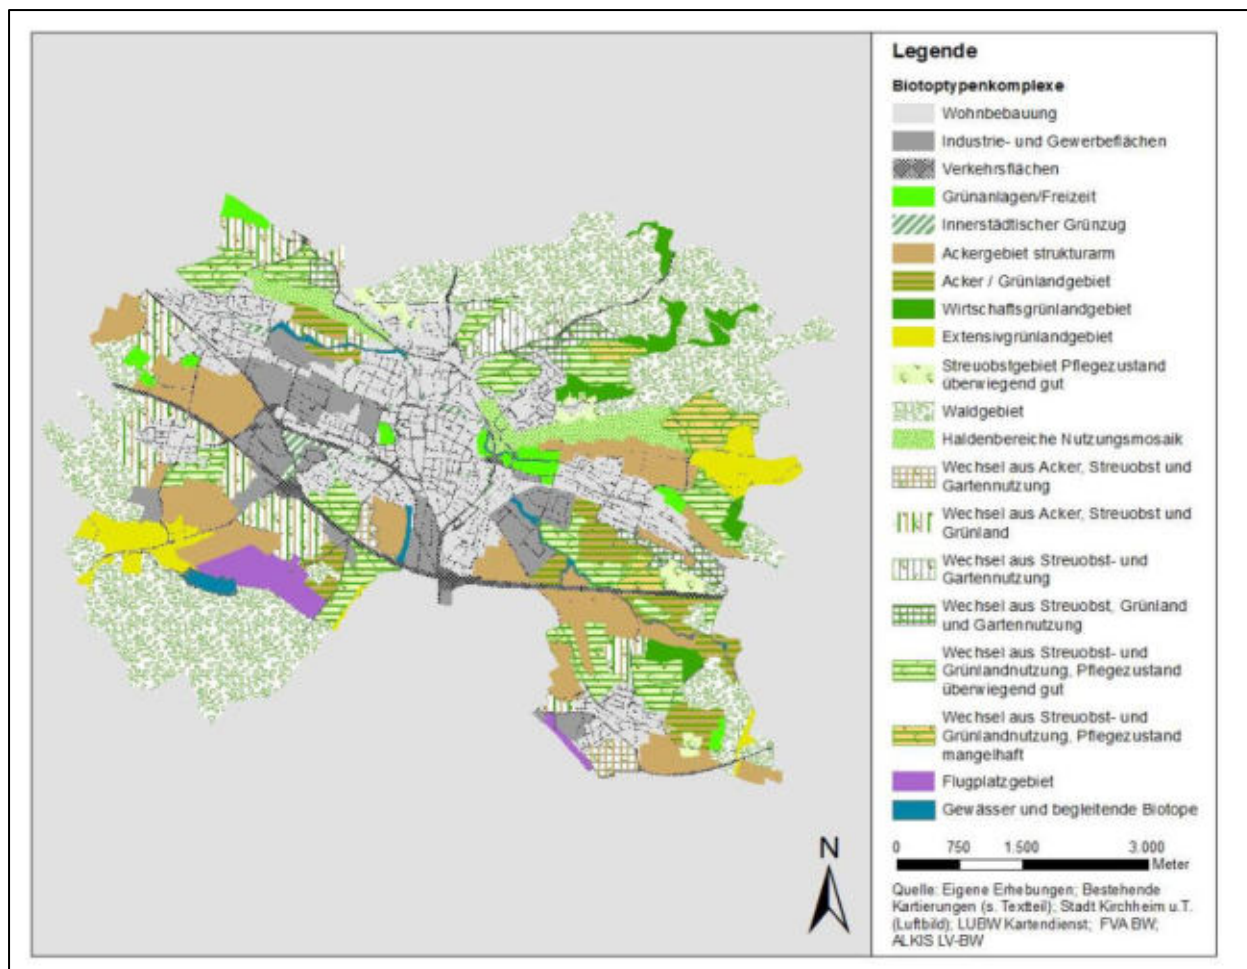 Legende
Biotoptypenkomplexe
Wohnbebauung
Industrie- und Gewerbeflächen
Verkehrsflächen
Grünanlagen/Freizeit
Innerstädtischer Grünzug
Ackergebiet strukturarm
Acker / Grünlandgebiet
Wirtschaftsgrünlandgebiet
Extensivgrünlandgebiet
Streuobstgebiet Pflegezustand
überwiegend gut
Waldgebiet
Haldenbereiche Nutzungsmosaik
Wechsel aus Acker, Streuobst und
Gartennutzung
Wechsel aus Acker, Streuobst und
Grünland
Wechsel aus Streuobst- und
Gartennutzung
Wechsel aus Streuobst, Grünland
und Gartennutzung
Wechsel aus Streuobst- und
Grünlandnutzung, Pflegezustand
überwiegend gut
Wechsel aus Streuobst- und
Grünlandnutzung, Pflegezustand
mangelhaft
Flugplatzgebiet
Gewässer und begleitende Biotope
0 750 1.500 3.000
Meter
N
Quelle: Eigene Erhebungen; Bestehende
Kartierungen (s. Textteil); Stadt Kirchheim u.T.
(Luftbild); LUBW Kartendienst; FVA BW;
ALKIS LV-BW